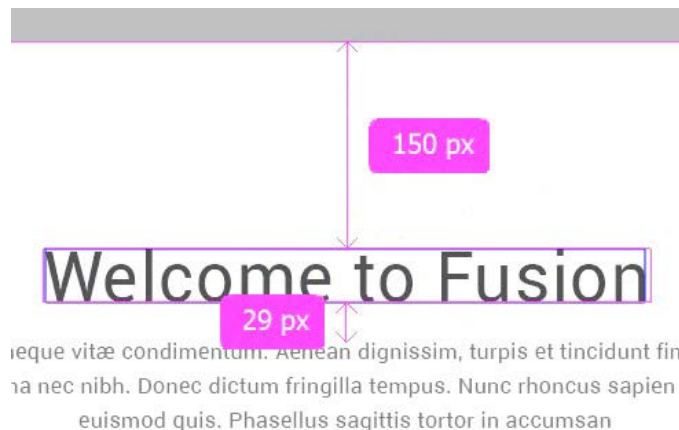 150 px
Welcome to Fusion
29 px
eque vitæ condimentum. Aenean dignissim, turpis et tincidunt fin
na nec nibh. Donec dictum fringilla tempus. Nunc rhoncus sapien
euismod quis. Phasellus sagittis tortor in accumsan